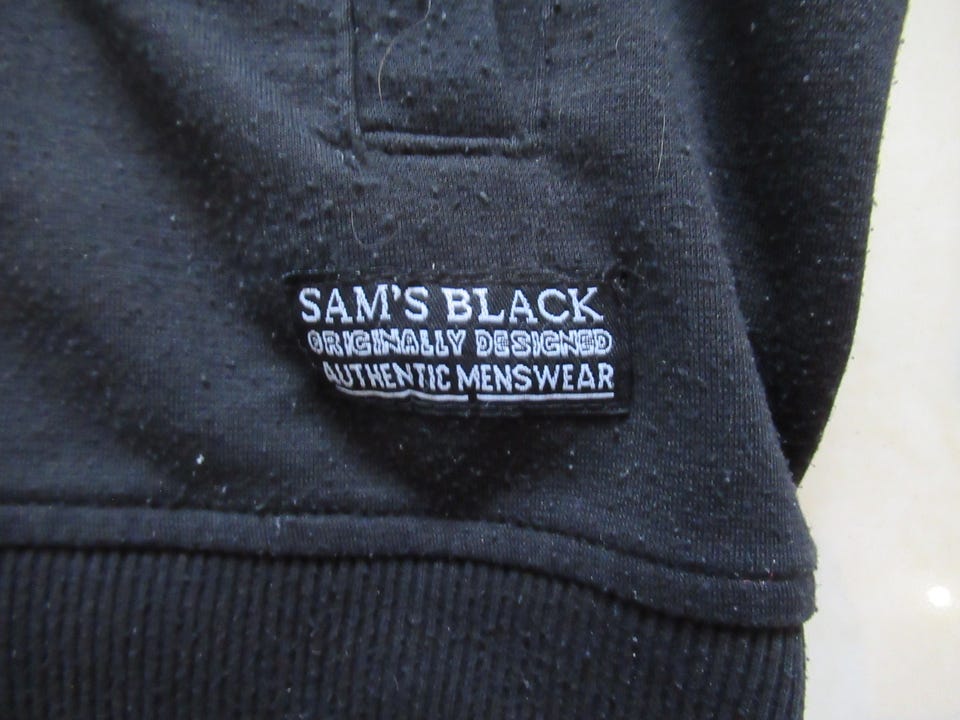 SAM'S BLACK
ORIGINALLY DESIGNED
AUTHENTIC MENSWEAR